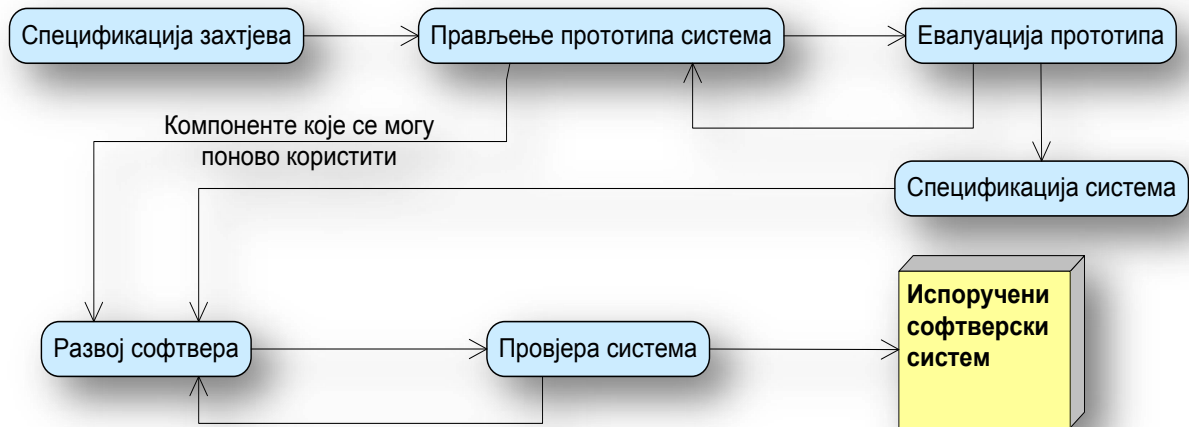 Спецификација захтјева
Прављење прототипа система
Евалуација прототипа
Компоненте које се могу
поново користити
Спецификација система
Развој софтвера
Провјера система
Испоручени
софтверски
систем